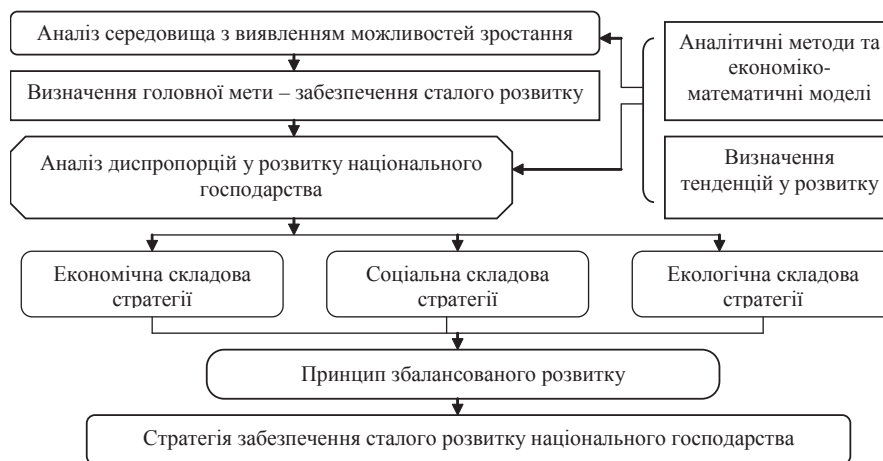 Аналіз середовища з виявленням можливостей зростання
Визначення головної мети – забезпечення сталого розвитку
Аналіз диспропорцій у розвитку національного
господарства
Аналітичні методи та
економіко-
математичні моделі
Визначення
тенденцій у розвитку
Економічна складова
стратегії
Соціальна складова
стратегії
Екологічна складова
стратегії
Принцип збалансованого розвитку
Стратегія забезпечення сталого розвитку національного господарства